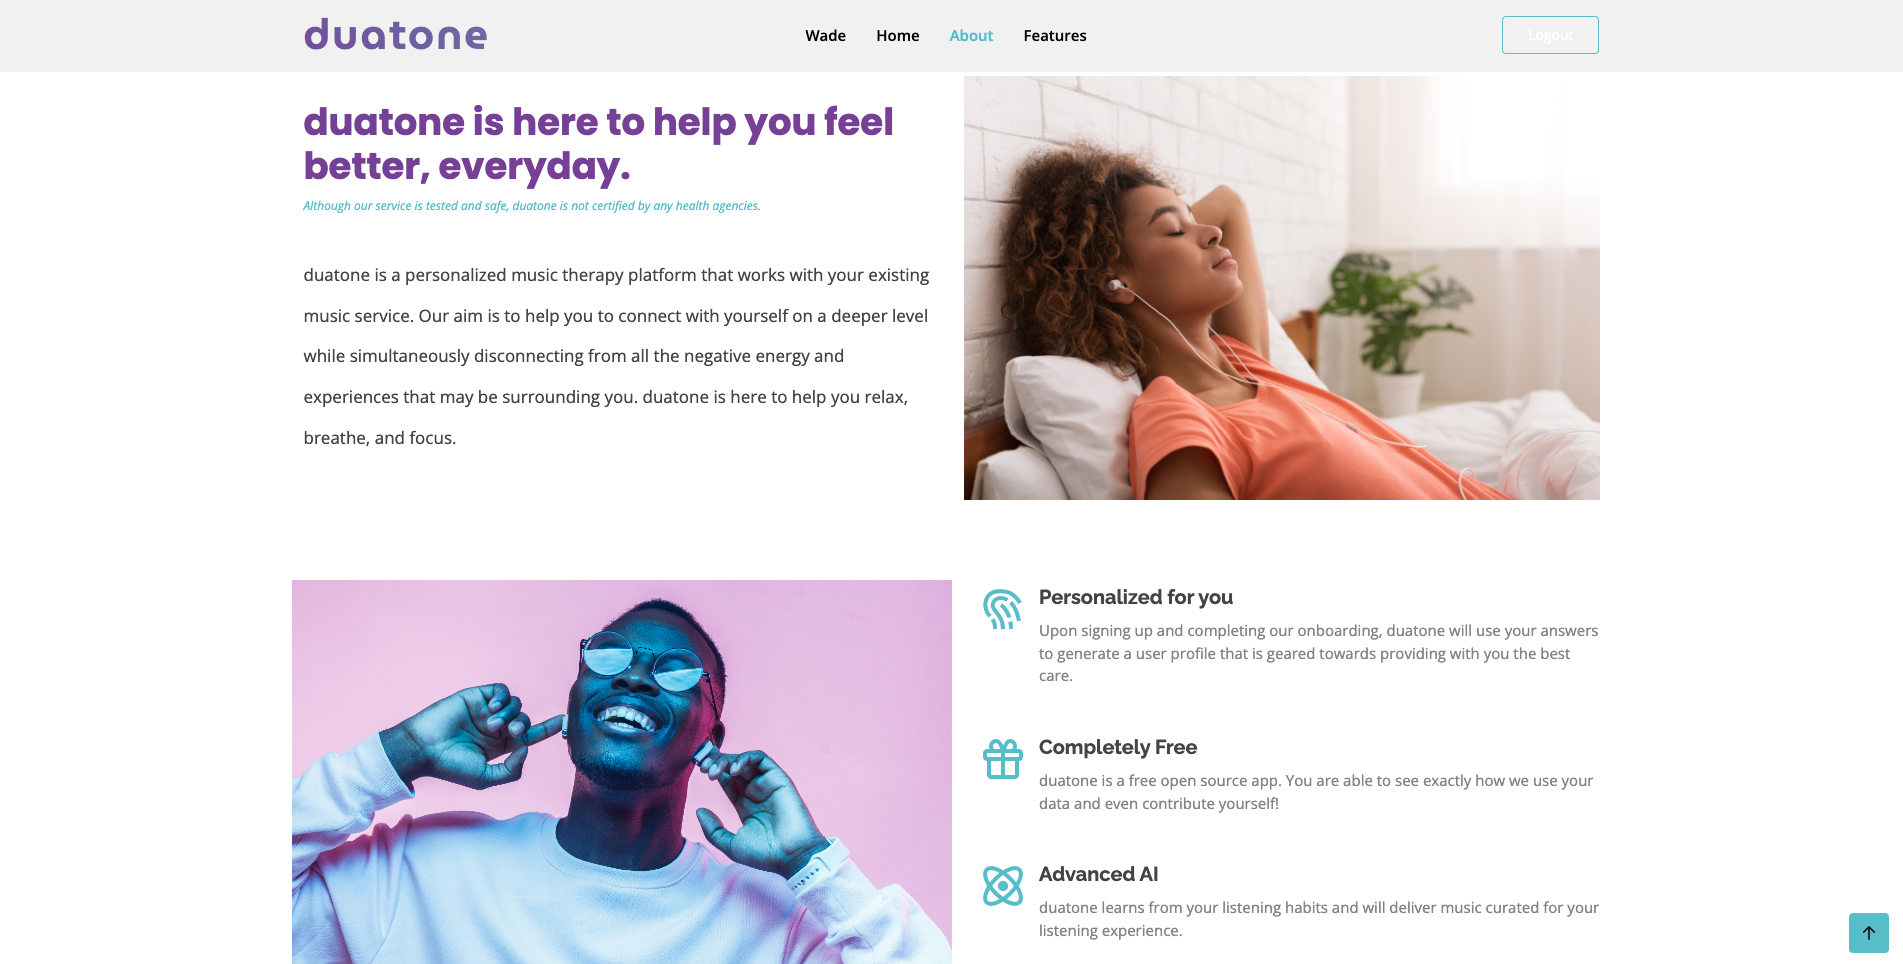 duatone
Wade Home About Features
Logout
duatone is here to help you feel
better, everyday.
Although our service is tested and safe, duatone is not certified by any health agencies.
duatone is a personalized music therapy platform that works with your existing
music service. Our aim is to help you to connect with yourself on a deeper level
while simultaneously disconnecting from all the negative energy and
experiences that may be surrounding you. duatone is here to help you relax,
breathe, and focus.
Personalized for you
Upon signing up and completing our onboarding, duatone will use your answers
to generate a user profile that is geared towards providing with you the best
care.
Completely Free
duatone is a free open source app. You are able to see exactly how we use your
data and even contribute yourself!
Advanced AI
duatone learns from your listening habits and will deliver music curated for your
listening experience.